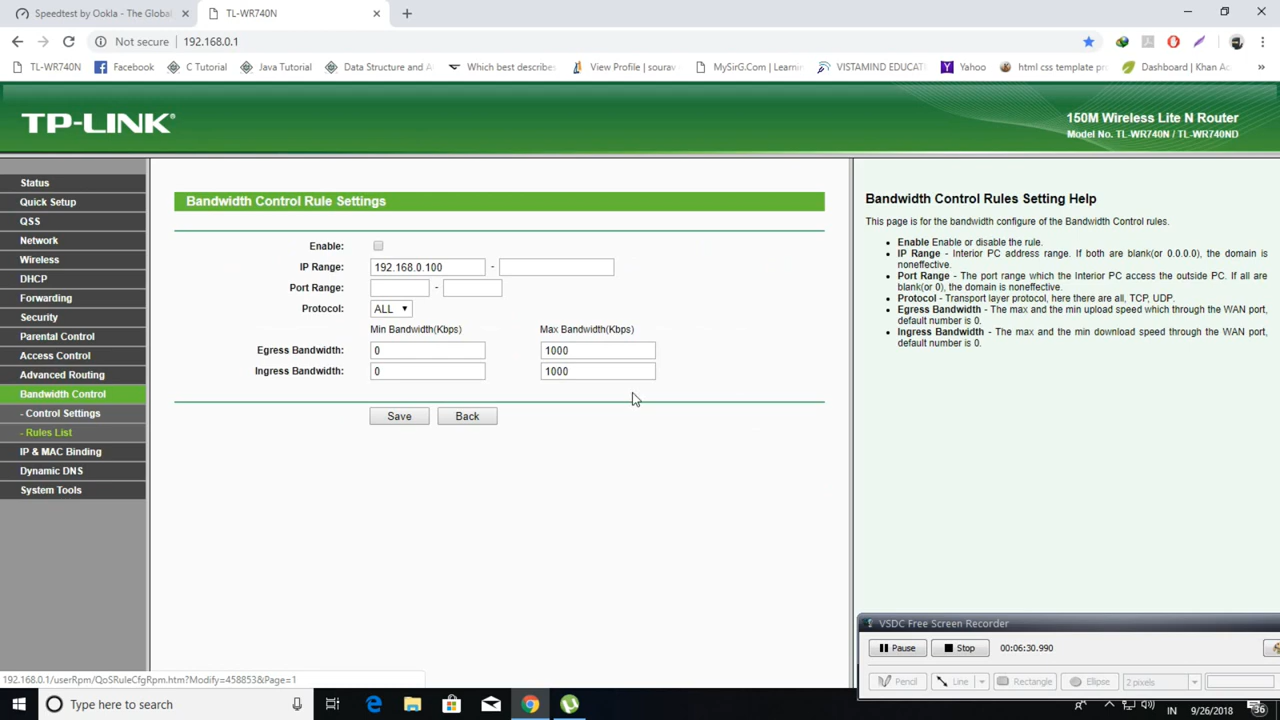 Speedtest by Ookla - The Global
TL-WR740N
Not secure
192.168.0.1
TL-WR740N
Facebook
C Tutorial
Java Tutorial
Data Structure and Al
Which best describes
View Profile | sourav
MySirG.Com | Learni
VISTAMIND EDUCAT
Yahoo
html css template pr
Dashboard | Khan Ac
»
TP-LINK®
150M Wireless Lite N Router
Model No. TL-WR740N / TL-WR740ND
Status
Quick Setup
QSS
Network
Wireless
DHCP
Forwarding
Security
Parental Control
Access Control
Advanced Routing
Bandwidth Control
- Control Settings
- Rules List
IP & MAC Binding
Dynamic DNS
System Tools
Bandwidth Control Rule Settings
Enable:
IP Range: 192.168.0.100 -
Port Range: -
Protocol: ALL
Min Bandwidth(Kbps) Max Bandwidth(Kbps)
Egress Bandwidth: 0 1000
Ingress Bandwidth: 0 1000
Save Back
Bandwidth Control Rules Setting Help
This page is for the bandwidth configure of the Bandwidth Control rules.
• Enable Enable or disable the rule.
• IP Range - Interior PC address range. If both are blank(or 0.0.0.0), the domain is
noneffective.
• Port Range - The port range which the Interior PC access the outside PC. If all are
blank(or 0), the domain is noneffective.
• Protocol - Transport layer protocol, here there are all, TCP, UDP.
• Egress Bandwidth - The max and the min upload speed which through the WAN port,
default number is 0.
• Ingress Bandwidth - The max and the min download speed through the WAN port,
default number is 0.
VSDC Free Screen Recorder
Pause Stop 00:06:30.990
Pencil Line Rectangle Ellipse 2 pixels
192.168.0.1/userRpm/QoSRuleCfgRpm.htm?Modify=458853&Page=1
Type here to search
IN
9/26/2018
36